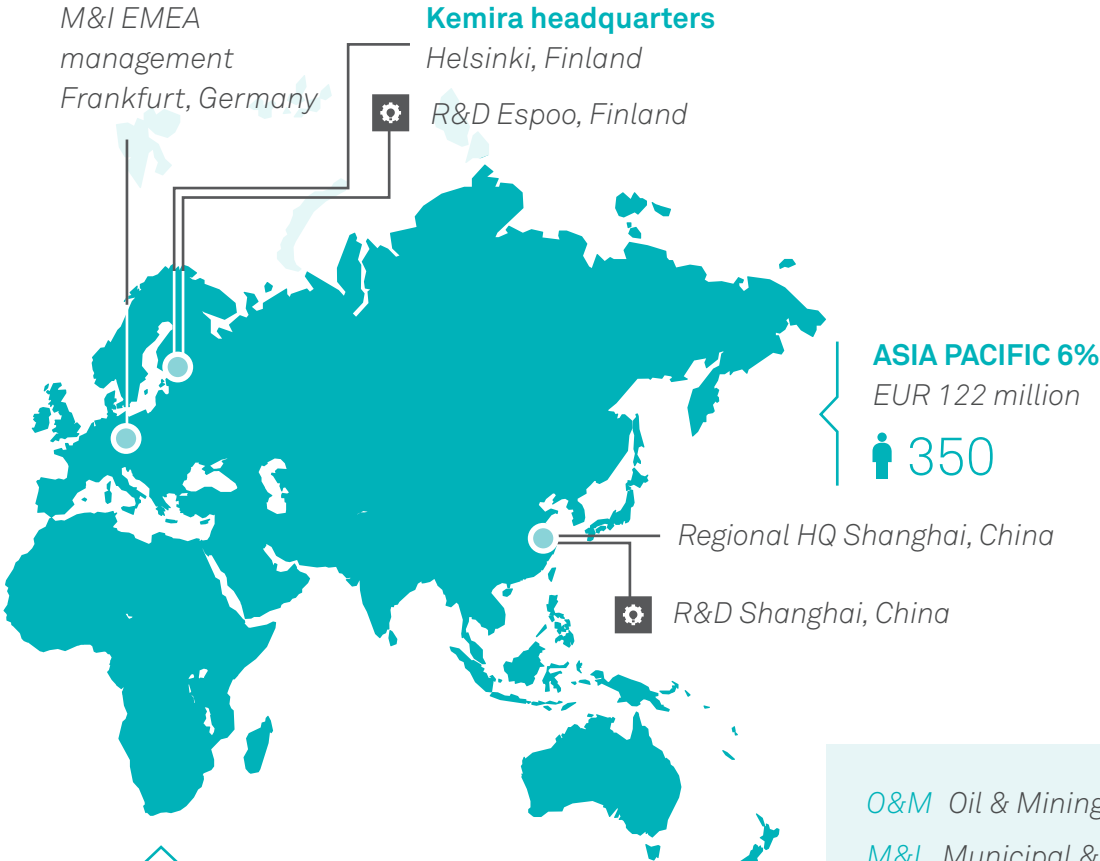 M&I EMEA
management
Frankfurt, Germany
Kemira headquarters
Helsinki, Finland
R&D Espoo, Finland
ASIA PACIFIC 6%
EUR 122 million
350
Regional HQ Shanghai, China
R&D Shanghai, China
O&M Oil & Mining
M&I Municipal &